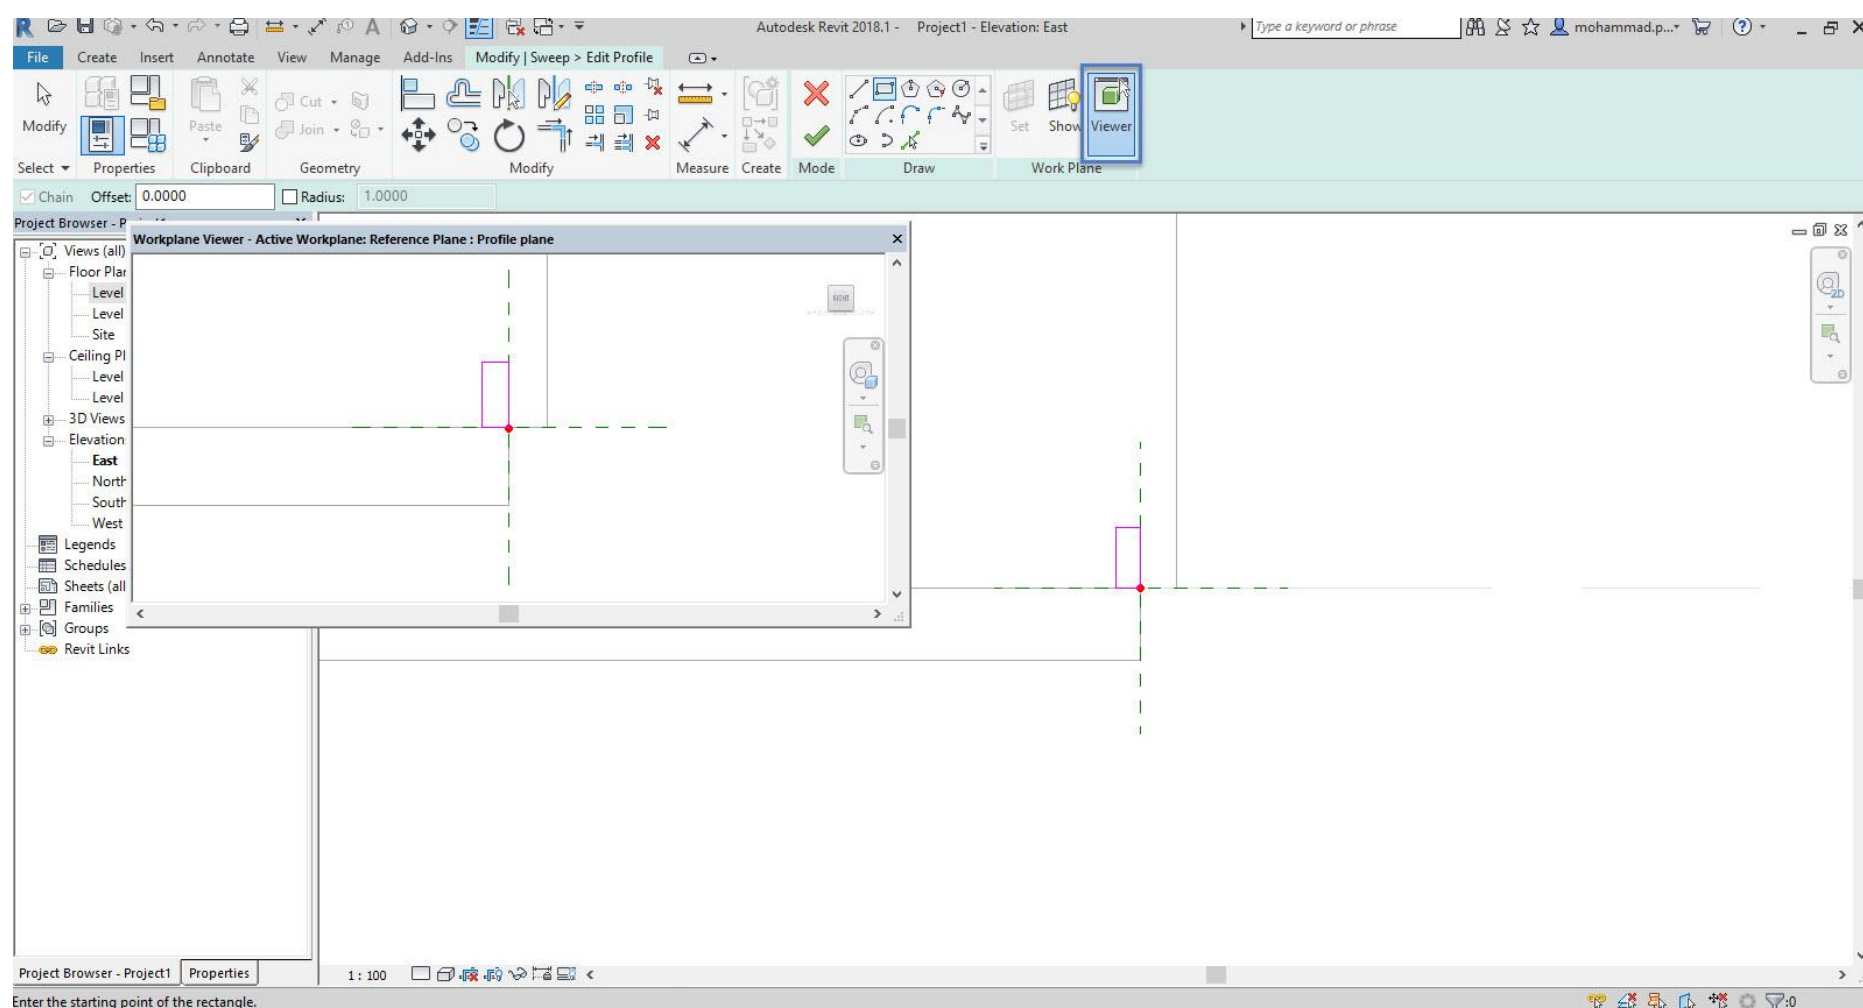 Autodesk Revit 2018.1 - Project1 - Elevation: East
Type a keyword or phrase
mohammad.p...
File Create Insert Annotate View Manage Add-Ins Modify | Sweep > Edit Profile
Modify
Paste
Cut
Join
Set Show Viewer
Select Properties Clipboard Geometry Modify Measure Create Mode Draw Work Plane
Chain Offset: 0.0000 Radius: 1.0000
Project Browser - P
Workplane Viewer - Active Workplane: Reference Plane : Profile plane
RIGHT
2D
Views (all)
Floor Plan
Level
Level
Site
Ceiling Pl
Level
Level
3D Views
Elevation
East
North
South
West
Legends
Schedules
Sheets (all
Families
Groups
Revit Links
Project Browser - Project1 Properties
1 : 100
Enter the starting point of the rectangle.
:0